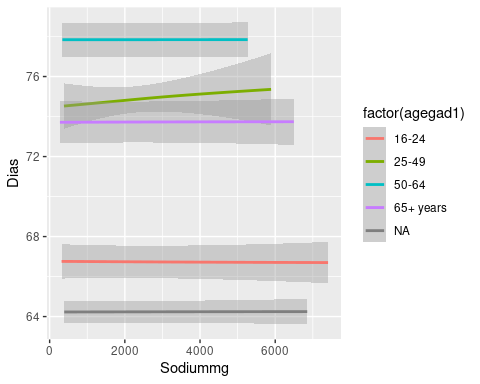 76
72
68
64
Dias
0
2000
4000
6000
Sodiummg
factor(agegad1)
16-24
25-49
50-64
65+ years
NA